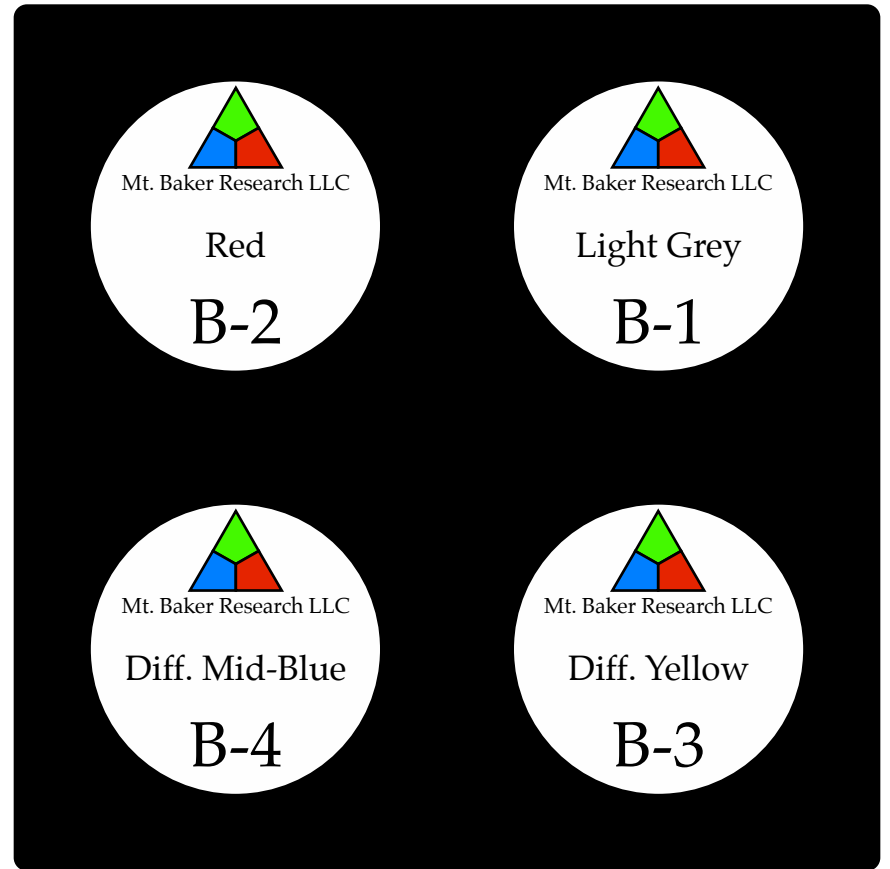 Mt. Baker Research LLC
Red
B-2
Mt. Baker Research LLC
Light Grey
B-1
Mt. Baker Research LLC
Diff. Mid-Blue
B-4
Mt. Baker Research LLC
Diff. Yellow
B-3